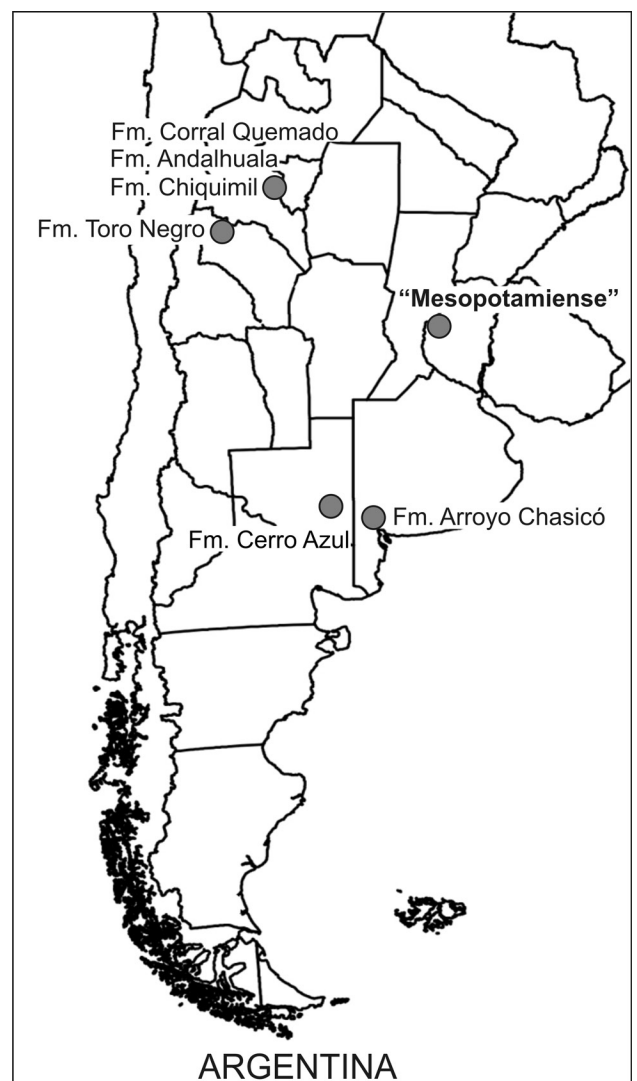 Fm. Corral Quemado
Fm. Andalhuala
Fm. Chiquimil
Fm. Toro Negro
“Mesopotamiense”
Fm. Arroyo Chasicó
Fm. Cerro Azul
ARGENTINA